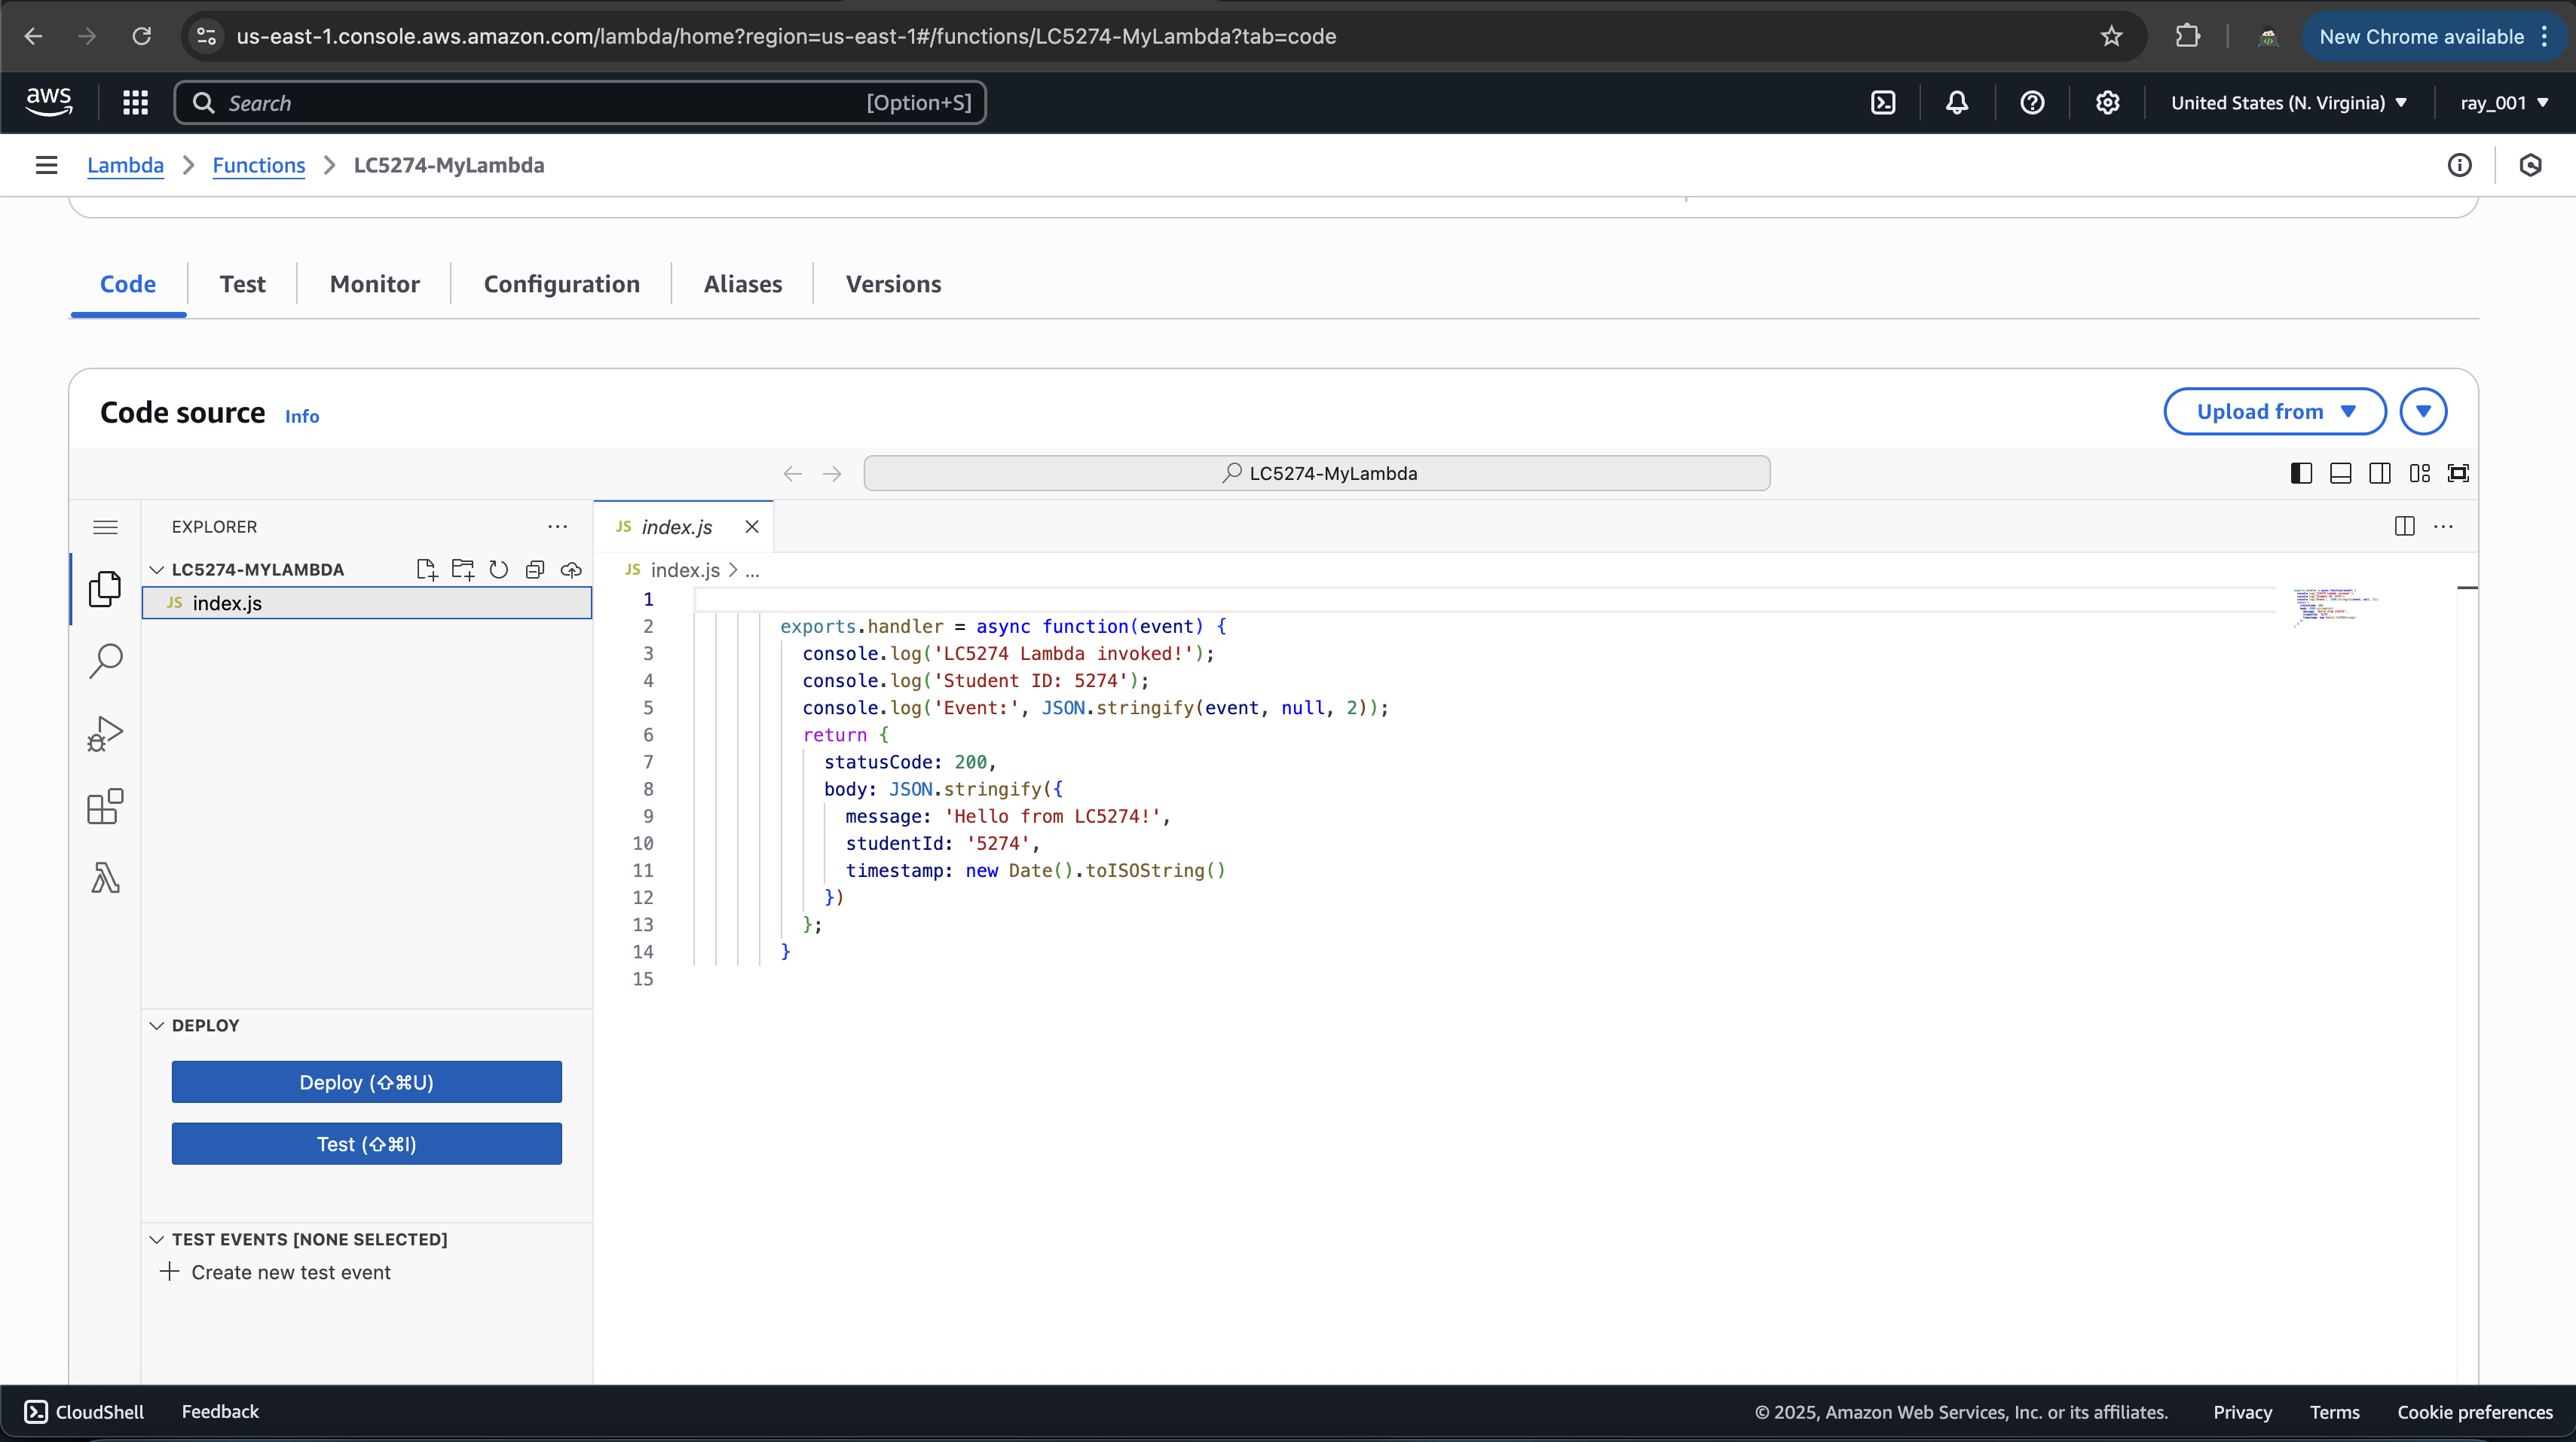 us-east-1.console.aws.amazon.com/lambda/home?region=us-east-1#/functions/LC5274-MyLambda?tab=code
New Chrome available
aws
Search
[Option+S]
United States (N. Virginia)
ray_001
Lambda
Functions
LC5274-MyLambda
Code
Test
Monitor
Configuration
Aliases
Versions
Code source
Info
Upload from
LC5274-MyLambda
EXPLORER
LC5274-MYLAMBDA
JS index.js
DEPLOY
Deploy (⇧⌘U)
Test (⇧⌘I)
TEST EVENTS [NONE SELECTED]
Create new test event
JS index.js
JS index.js > ...
1
2 exports.handler = async function(event) {
3 console.log('LC5274 Lambda invoked!');
4 console.log('Student ID: 5274');
5 console.log('Event:', JSON.stringify(event, null, 2));
6 return {
7 statusCode: 200,
8 body: JSON.stringify({
9 message: 'Hello from LC5274!',
10 studentId: '5274',
11 timestamp: new Date().toISOString()
12 })
13 };
14 }
15
CloudShell
Feedback
© 2025, Amazon Web Services, Inc. or its affiliates.
Privacy
Terms
Cookie preferences